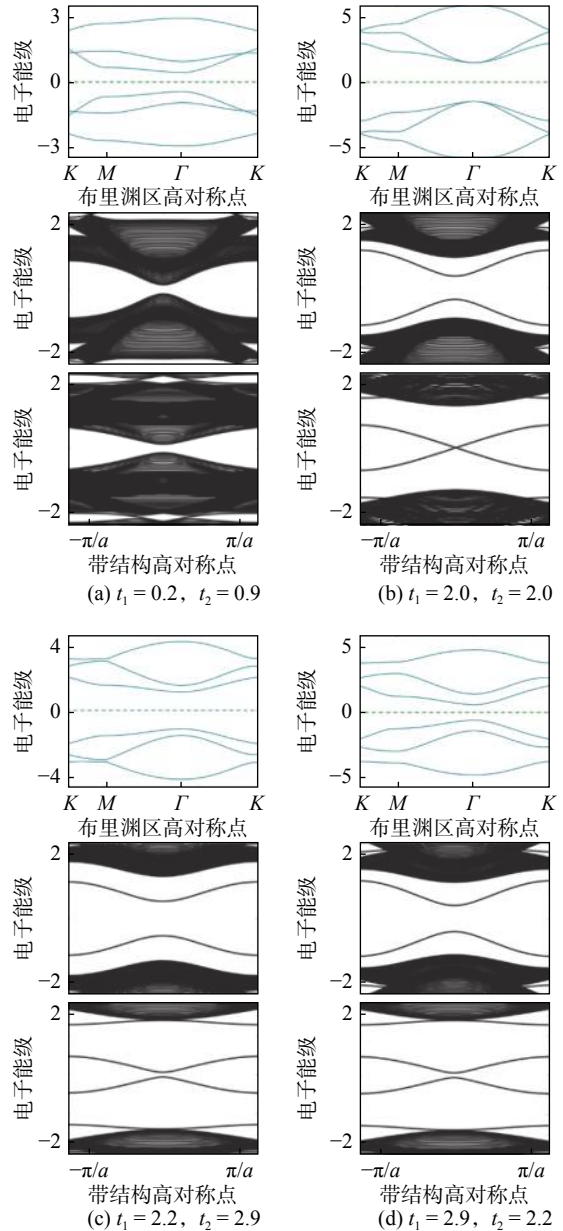 3
0
−3
电子能级
K M Γ K
布里渊区高对称点
2
−2
电子能级
2
−2
电子能级
−π/a π/a
带结构高对称点
(a) t₁ = 0.2，t₂ = 0.9
5
0
−5
电子能级
K M Γ K
布里渊区高对称点
2
−2
电子能级
2
−2
电子能级
−π/a π/a
带结构高对称点
(b) t₁ = 2.0，t₂ = 2.0
4
0
−4
电子能级
K M Γ K
布里渊区高对称点
2
−2
电子能级
2
−2
电子能级
−π/a π/a
带结构高对称点
(c) t₁ = 2.2，t₂ = 2.9
5
0
−5
电子能级
K M Γ K
布里渊区高对称点
2
−2
电子能级
2
−2
电子能级
−π/a π/a
带结构高对称点
(d) t₁ = 2.9，t₂ = 2.2